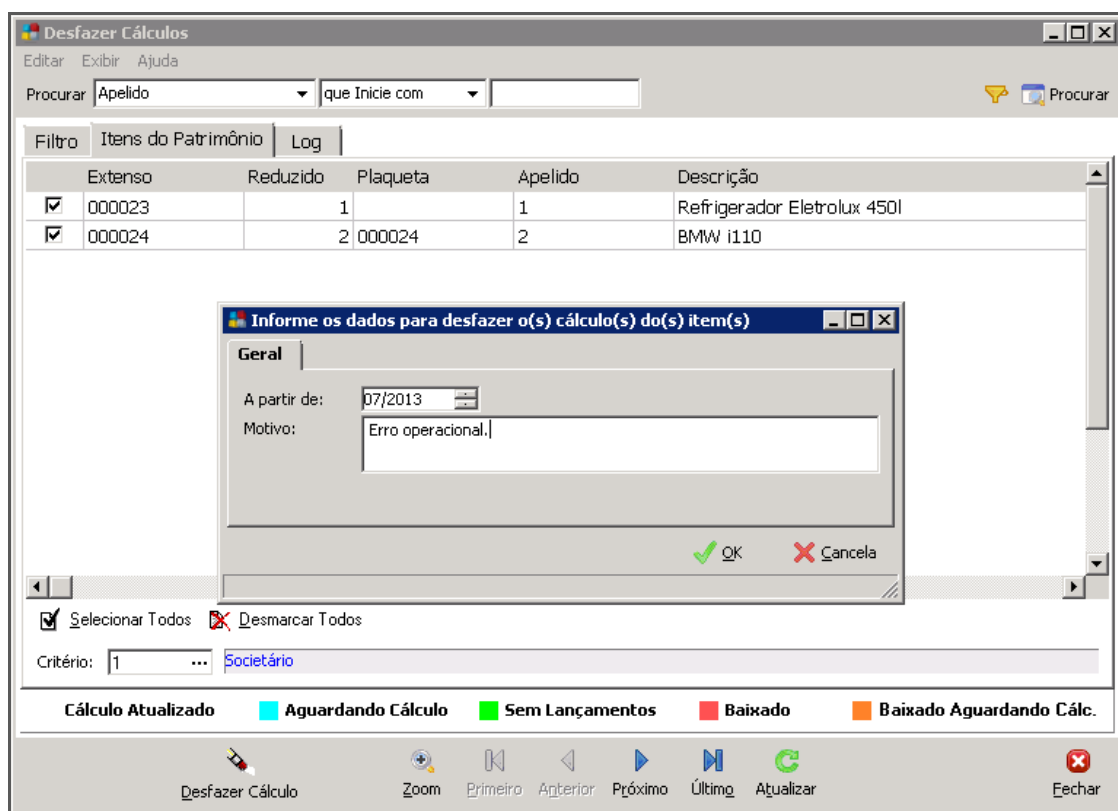 Desfazer Cálculos
Editar Exibir Ajuda
Procurar Apelido que Inicie com Procurar
Filtro Itens do Patrimônio Log
Extenso Reduzido Plaqueta Apelido Descrição
000023 1 1 Refrigerador Eletrolux 450l
000024 2 000024 2 BMW i110
Informe os dados para desfazer o(s) cálculo(s) do(s) item(s)
Geral
A partir de: 07/2013
Motivo: Erro operacional.
OK Cancela
Selecionar Todos Desmarcar Todos
Critério: 1 ... Societário
Cálculo Atualizado Aguardando Cálculo Sem Lançamentos Baixado Baixado Aguardando Cálc.
Desfazer Cálculo Zoom Primeiro Anterior Próximo Último Atualizar Fechar